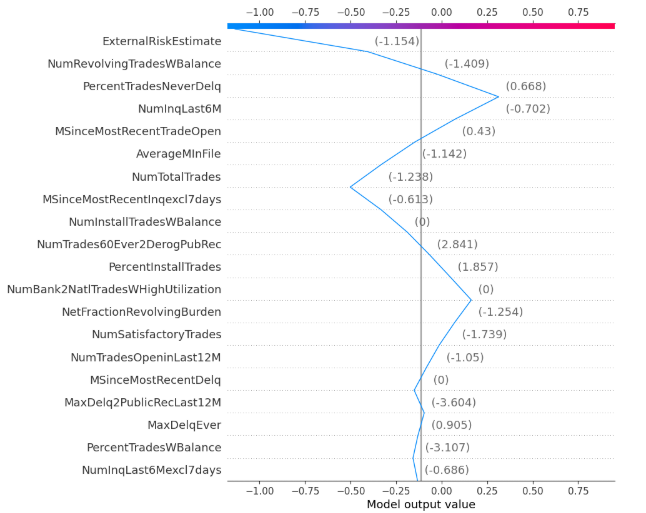 −1.00 −0.75 −0.50 −0.25 0.00 0.25 0.50 0.75
ExternalRiskEstimate (-1.154)
NumRevolvingTradesWBalance (-1.409)
PercentTradesNeverDelq (0.668)
NumInqLast6M (-0.702)
MSinceMostRecentTradeOpen (0.43)
AverageMInFile (-1.142)
NumTotalTrades (-1.238)
MSinceMostRecentInqexcl7days (-0.613)
NumInstallTradesWBalance (0)
NumTrades60Ever2DerogPubRec (2.841)
PercentInstallTrades (1.857)
NumBank2NatlTradesWHighUtilization (0)
NetFractionRevolvingBurden (-1.254)
NumSatisfactoryTrades (-1.739)
NumTradesOpeninLast12M (-1.05)
MSinceMostRecentDelq (0)
MaxDelq2PublicRecLast12M (-3.604)
MaxDelqEver (0.905)
PercentTradesWBalance (-3.107)
NumInqLast6Mexcl7days (-0.686)
−1.00 −0.75 −0.50 −0.25 0.00 0.25 0.50 0.75
Model output value